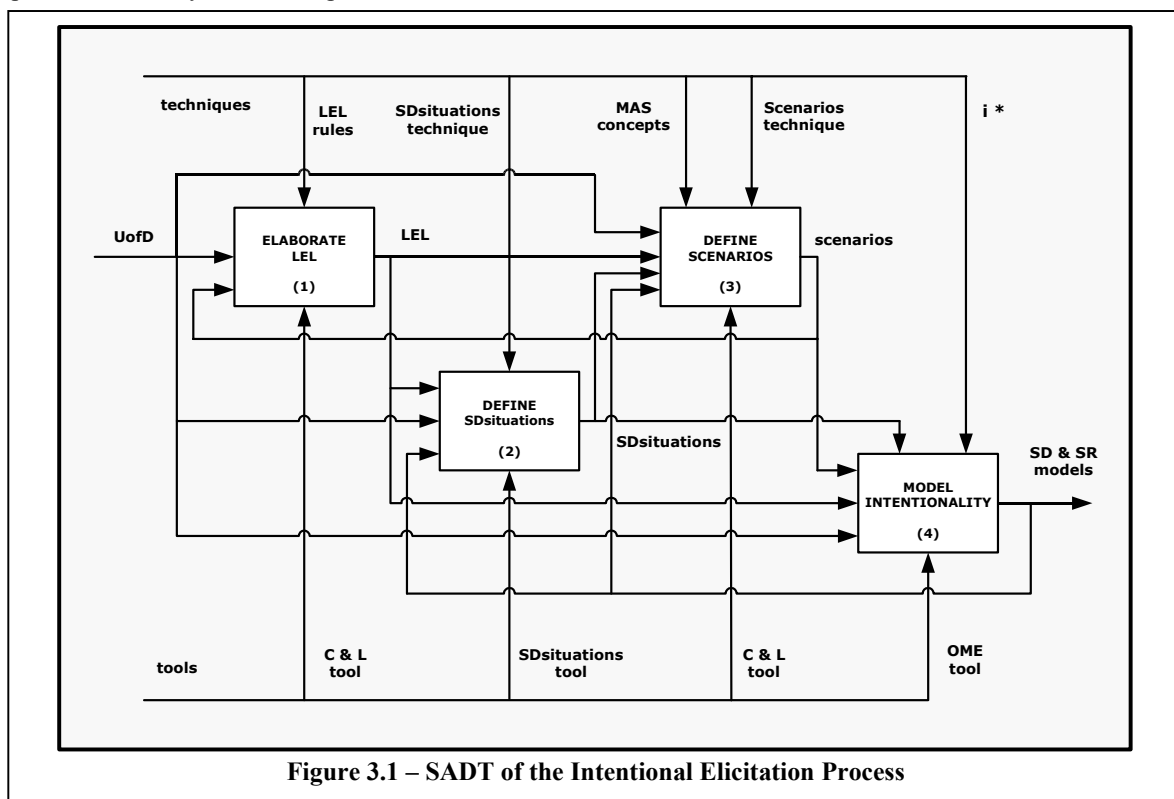 techniques
LEL
rules
SDsituations
technique
MAS
concepts
Scenarios
technique
i *
UofD
ELABORATE
LEL
(1)
LEL
DEFINE
SCENARIOS
(3)
scenarios
DEFINE
SDsituations
(2)
SDsituations
MODEL
INTENTIONALITY
(4)
SD & SR
models
tools
C & L
tool
SDsituations
tool
C & L
tool
OME
tool
Figure 3.1 – SADT of the Intentional Elicitation Process